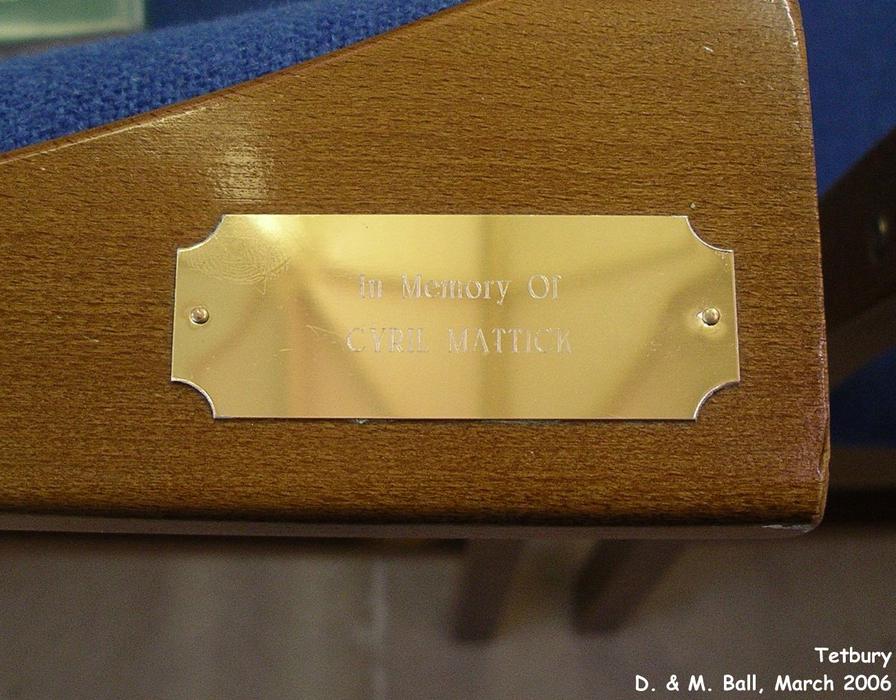 In Memory Of
CYRIL MATTICK
Tetbury
D. & M. Ball, March 2006